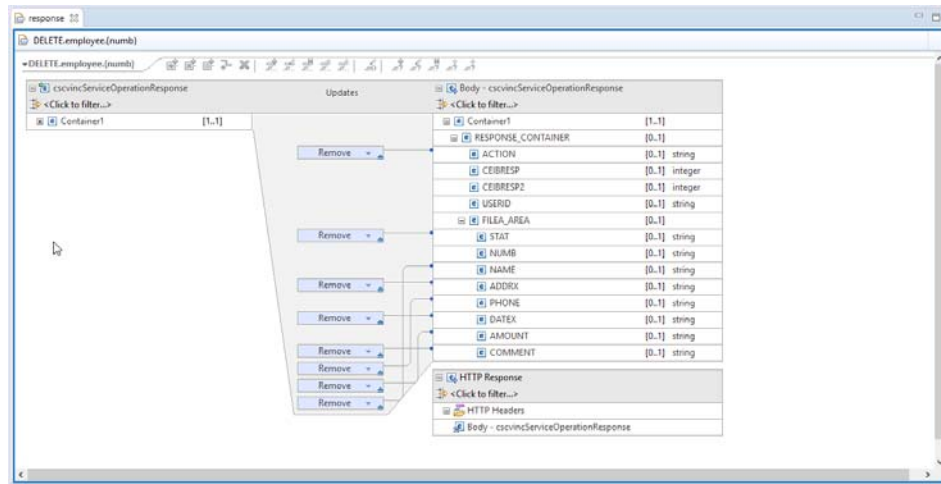 response
DELETE.employee.{numb}
DELETE.employee.{numb}
cscvincServiceOperationResponse
<Click to filter...>
Container1 [1..1]
Updates
Remove
Remove
Remove
Remove
Remove
Remove
Remove
Remove
Body - cscvincServiceOperationResponse
<Click to filter...>
Container1 [1..1]
RESPONSE_CONTAINER [0..1]
ACTION [0..1] string
CEIBRESP [0..1] integer
CEIBRESP2 [0..1] integer
USERID [0..1] string
FILEA_AREA [0..1]
STAT [0..1] string
NUMB [0..1] string
NAME [0..1] string
ADDRX [0..1] string
PHONE [0..1] string
DATEX [0..1] string
AMOUNT [0..1] string
COMMENT [0..1] string
HTTP Response
<Click to filter...>
HTTP Headers
Body - cscvincServiceOperationResponse